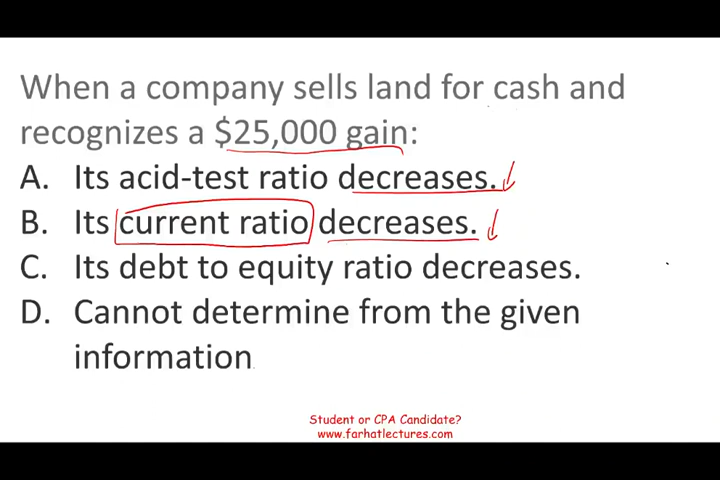 When a company sells land for cash and
recognizes a $25,000 gain:
A. Its acid-test ratio decreases.
B. Its current ratio decreases.
C. Its debt to equity ratio decreases.
D. Cannot determine from the given
information
Student or CPA Candidate?
www.farhatlectures.com